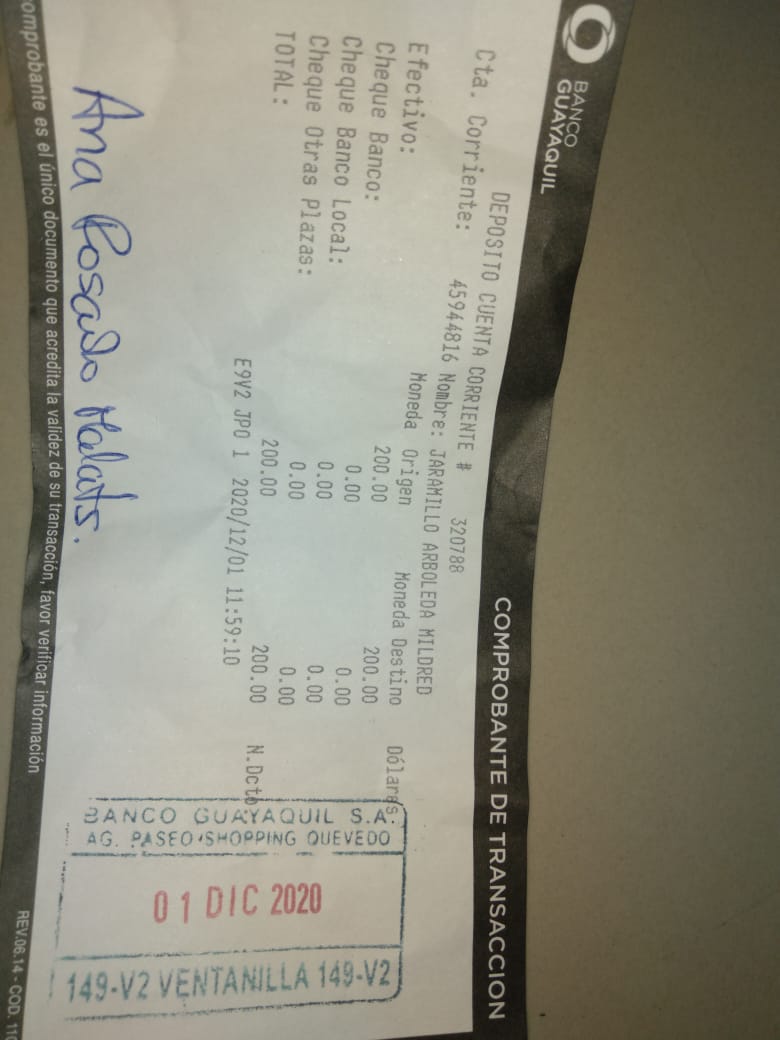 BANCO
GUAYAQUIL
COMPROBANTE DE TRANSACCION
DEPOSITO CUENTA CORRIENTE # 320788
Cta. Corriente: 45944816 Nombre: JARAMILLO ARBOLEDA MILDRED
Moneda Origen Moneda Destino Dólares
Efectivo: 200.00 200.00
Cheque Banco: 0.00 0.00
Cheque Banco Local: 0.00 0.00
Cheque Otras Plazas: 0.00 0.00
TOTAL: 200.00 200.00 N.Dcto
E9V2 JPO 1 2020/12/01 11:59:10
BANCO GUAYAQUIL S.A.
AG. PASEO SHOPPING QUEVEDO
01 DIC 2020
149-V2 VENTANILLA 149-V2
Ana Rosado Malats.
omprobante es el único documento que acredita la validez de su transacción, favor verificar información
REV.06.14 - COD. 110